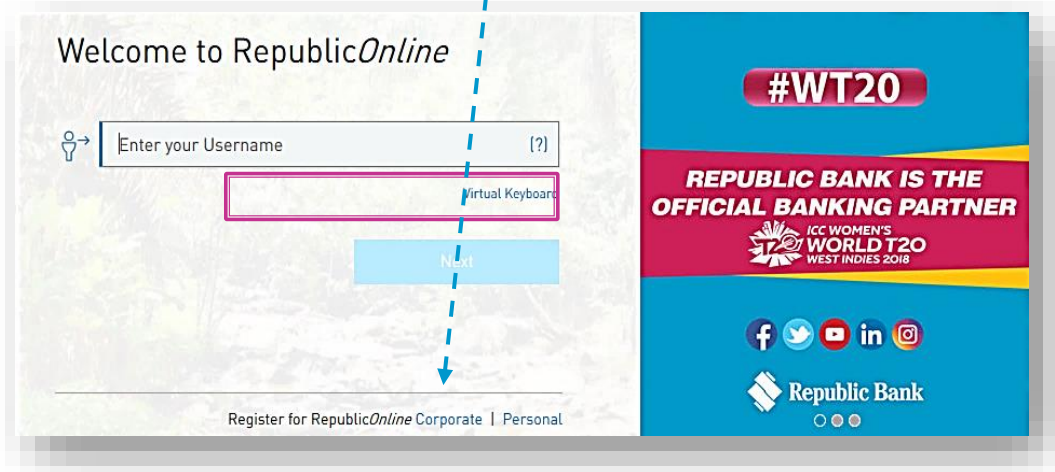 Welcome to RepublicOnline
Enter your Username (?)
Virtual Keyboard
Next
Register for RepublicOnline Corporate | Personal
#WT20
REPUBLIC BANK IS THE
OFFICIAL BANKING PARTNER
ICC WOMEN'S
WORLD T20
WEST INDIES 2018
f in
Republic Bank